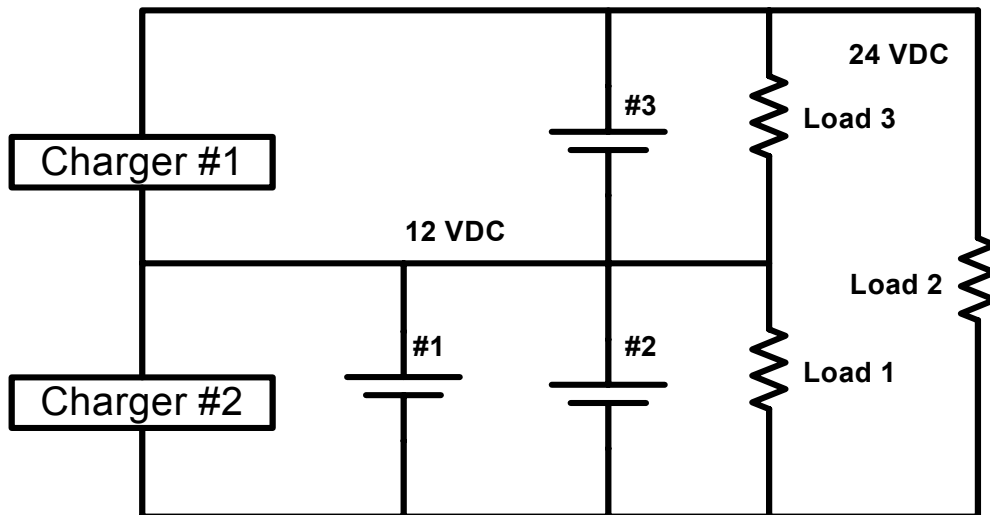 24 VDC
#3
Load 3
Charger #1
12 VDC
Load 2
#1
#2
Load 1
Charger #2